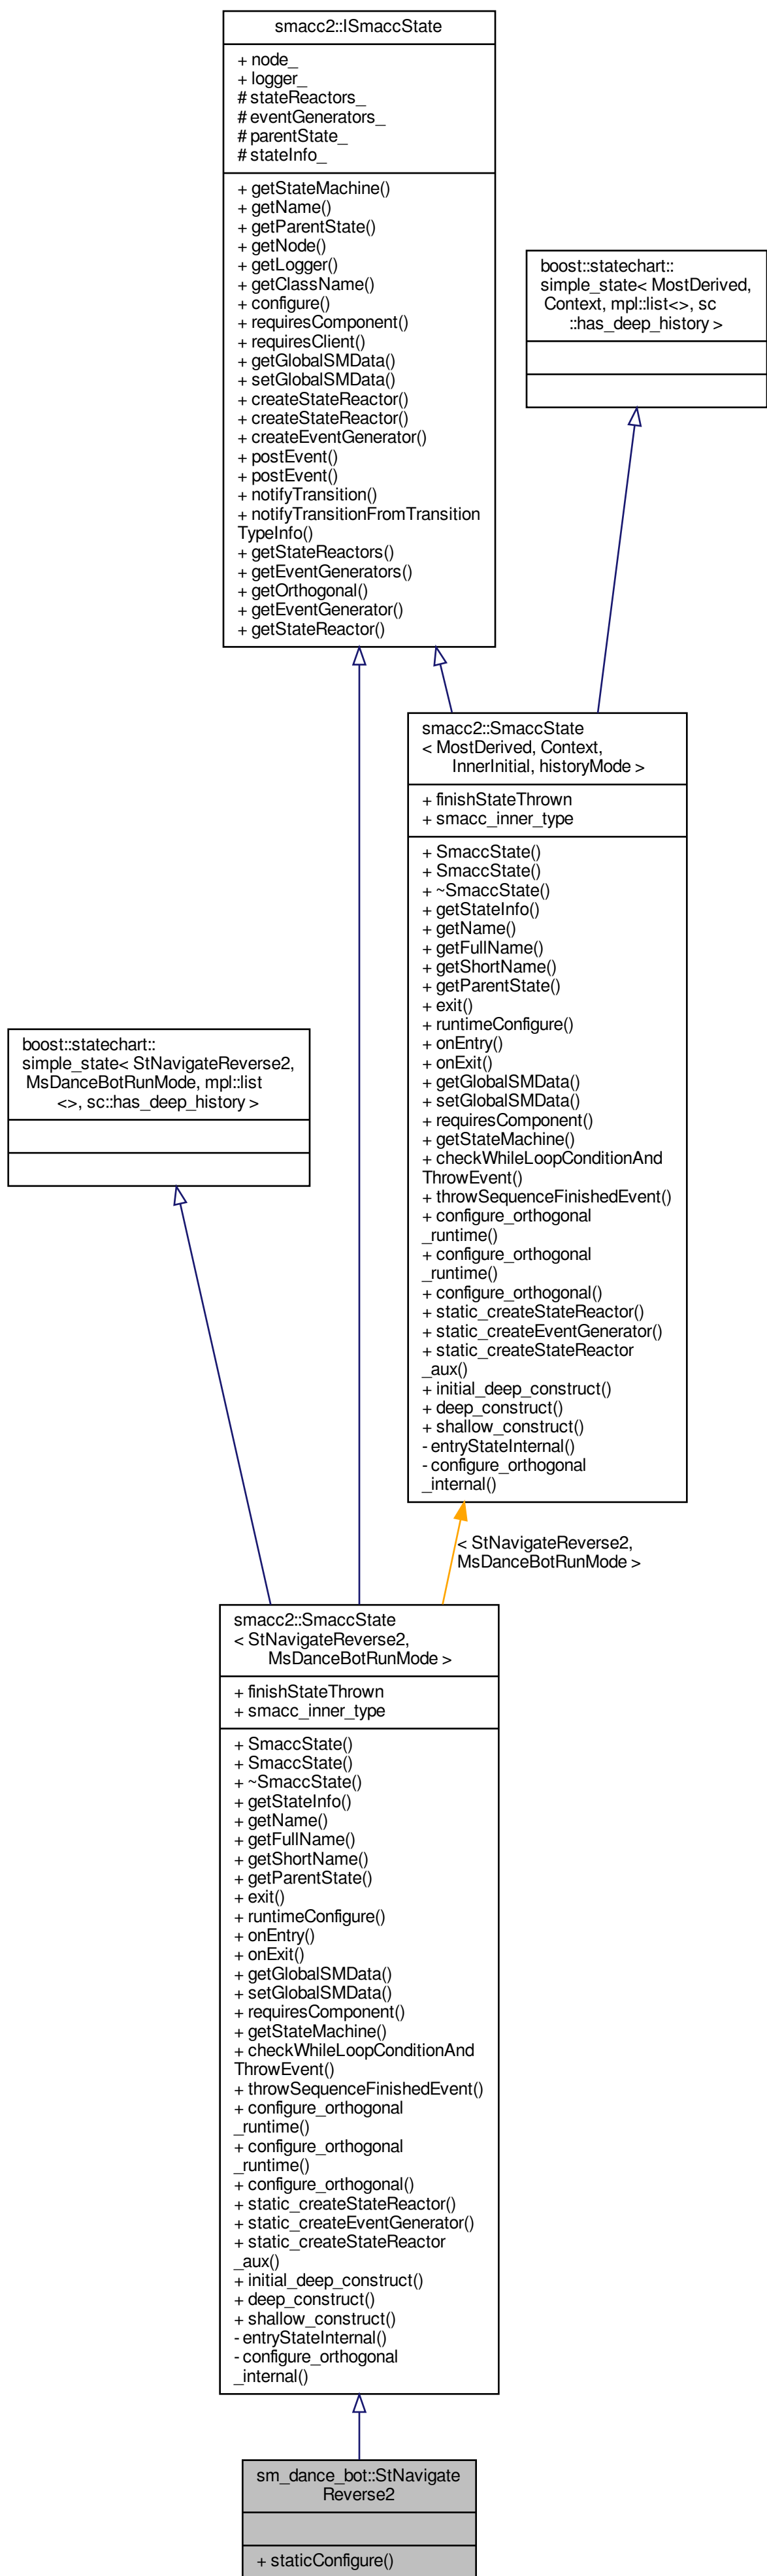 smacc2::ISmaccState
+ node_
+ logger_
# stateReactors_
# eventGenerators_
# parentState_
# stateInfo_
+ getStateMachine()
+ getName()
+ getParentState()
+ getNode()
+ getLogger()
+ getClassName()
+ configure()
+ requiresComponent()
+ requiresClient()
+ getGlobalSMData()
+ setGlobalSMData()
+ createStateReactor()
+ createStateReactor()
+ createEventGenerator()
+ postEvent()
+ postEvent()
+ notifyTransition()
+ notifyTransitionFromTransition
TypeInfo()
+ getStateReactors()
+ getEventGenerators()
+ getOrthogonal()
+ getEventGenerator()
+ getStateReactor()
boost::statechart::
simple_state< MostDerived,
Context, mpl::list<>, sc
::has_deep_history >
smacc2::SmaccState
< MostDerived, Context,
InnerInitial, historyMode >
+ finishStateThrown
+ smacc_inner_type
+ SmaccState()
+ SmaccState()
+ ~SmaccState()
+ getStateInfo()
+ getName()
+ getFullName()
+ getShortName()
+ getParentState()
+ exit()
+ runtimeConfigure()
+ onEntry()
+ onExit()
+ getGlobalSMData()
+ setGlobalSMData()
+ requiresComponent()
+ getStateMachine()
+ checkWhileLoopConditionAnd
ThrowEvent()
+ throwSequenceFinishedEvent()
+ configure_orthogonal
_runtime()
+ configure_orthogonal
_runtime()
+ configure_orthogonal()
+ static_createStateReactor()
+ static_createEventGenerator()
+ static_createStateReactor
_aux()
+ initial_deep_construct()
+ deep_construct()
+ shallow_construct()
- entryStateInternal()
- configure_orthogonal
_internal()
boost::statechart::
simple_state< StNavigateReverse2,
MsDanceBotRunMode, mpl::list
<>, sc::has_deep_history >
< StNavigateReverse2,
MsDanceBotRunMode >
smacc2::SmaccState
< StNavigateReverse2,
MsDanceBotRunMode >
+ finishStateThrown
+ smacc_inner_type
+ SmaccState()
+ SmaccState()
+ ~SmaccState()
+ getStateInfo()
+ getName()
+ getFullName()
+ getShortName()
+ getParentState()
+ exit()
+ runtimeConfigure()
+ onEntry()
+ onExit()
+ getGlobalSMData()
+ setGlobalSMData()
+ requiresComponent()
+ getStateMachine()
+ checkWhileLoopConditionAnd
ThrowEvent()
+ throwSequenceFinishedEvent()
+ configure_orthogonal
_runtime()
+ configure_orthogonal
_runtime()
+ configure_orthogonal()
+ static_createStateReactor()
+ static_createEventGenerator()
+ static_createStateReactor
_aux()
+ initial_deep_construct()
+ deep_construct()
+ shallow_construct()
- entryStateInternal()
- configure_orthogonal
_internal()
sm_dance_bot::StNavigate
Reverse2
+ staticConfigure()